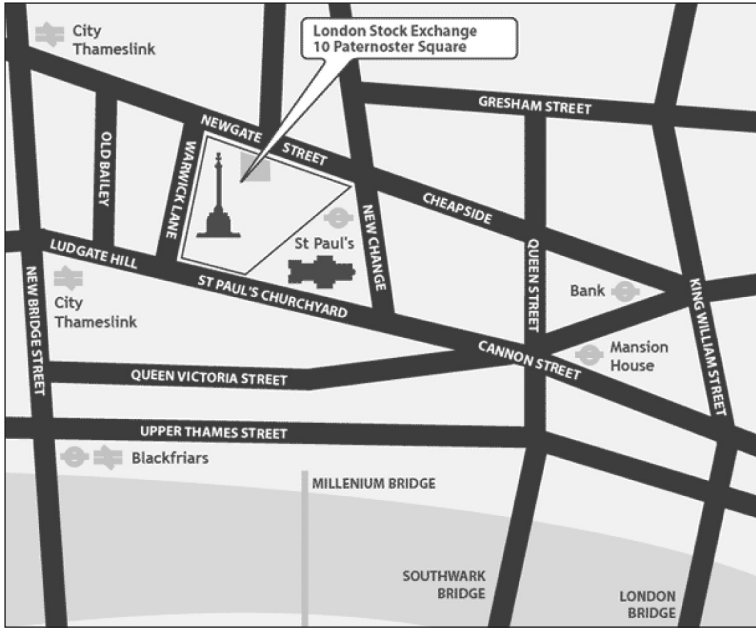 City
Thameslink
London Stock Exchange
10 Paternoster Square
GRESHAM STREET
NEWGATE STREET
OLD BAILEY
WARWICK LANE
CHEAPSIDE
NEW CHANGE
St Paul's
LUDGATE HILL
ST PAUL'S CHURCHYARD
QUEEN STREET
KING WILLIAM STREET
City
Thameslink
NEW BRIDGE STREET
Bank
Mansion
House
CANNON STREET
QUEEN VICTORIA STREET
UPPER THAMES STREET
Blackfriars
MILLENIUM BRIDGE
SOUTHWARK
BRIDGE
LONDON
BRIDGE